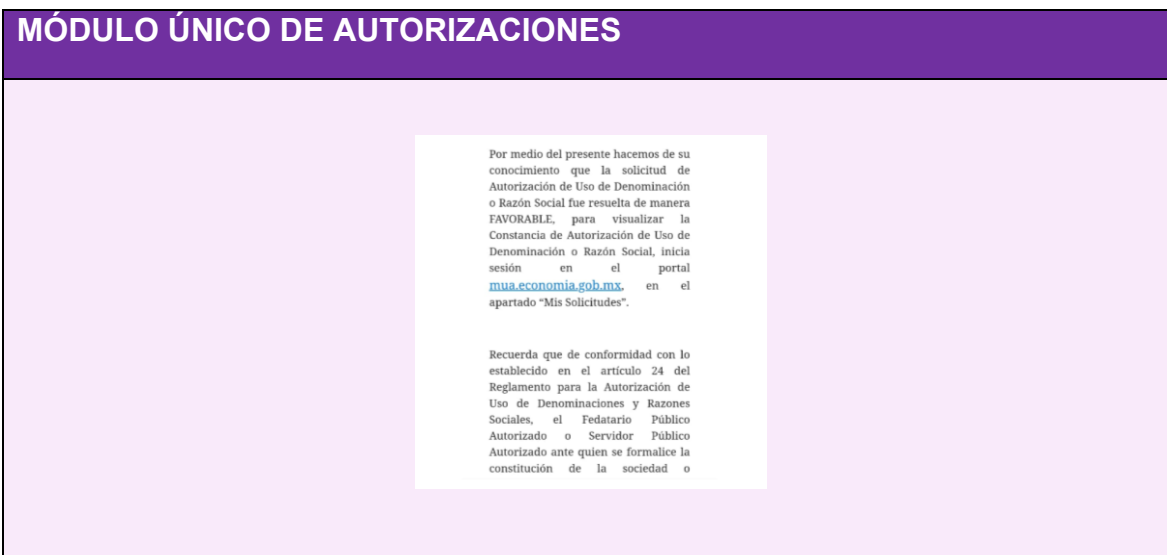 MÓDULO ÚNICO DE AUTORIZACIONES
Por medio del presente hacemos de su
conocimiento que la solicitud de
Autorización de Uso de Denominación
o Razón Social fue resuelta de manera
FAVORABLE, para visualizar la
Constancia de Autorización de Uso de
Denominación o Razón Social, inicia
sesión en el portal
mua.economia.gob.mx, en el
apartado “Mis Solicitudes”.
Recuerda que de conformidad con lo
establecido en el artículo 24 del
Reglamento para la Autorización de
Uso de Denominaciones y Razones
Sociales, el Fedatario Público
Autorizado o Servidor Público
Autorizado ante quien se formalice la
constitución de la sociedad o